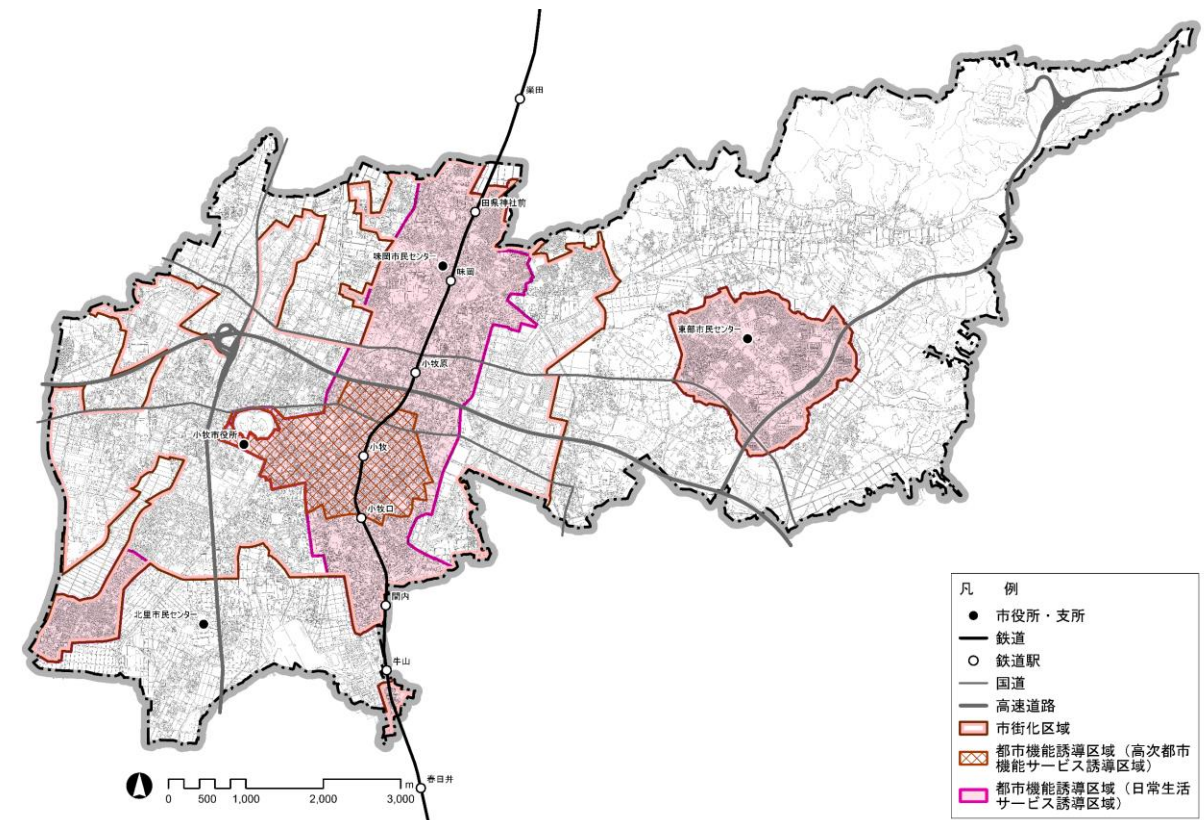 楽田
田県神社前
味岡市民センター
味岡
東部市民センター
小牧原
小牧市役所
小牧
小牧口
北里市民センター
間内
牛山
春日井
0 500 1,000 2,000 3,000 m
凡 例
市役所・支所
鉄道
鉄道駅
国道
高速道路
市街化区域
都市機能誘導区域（高次都市
機能サービス誘導区域）
都市機能誘導区域（日常生活
サービス誘導区域）